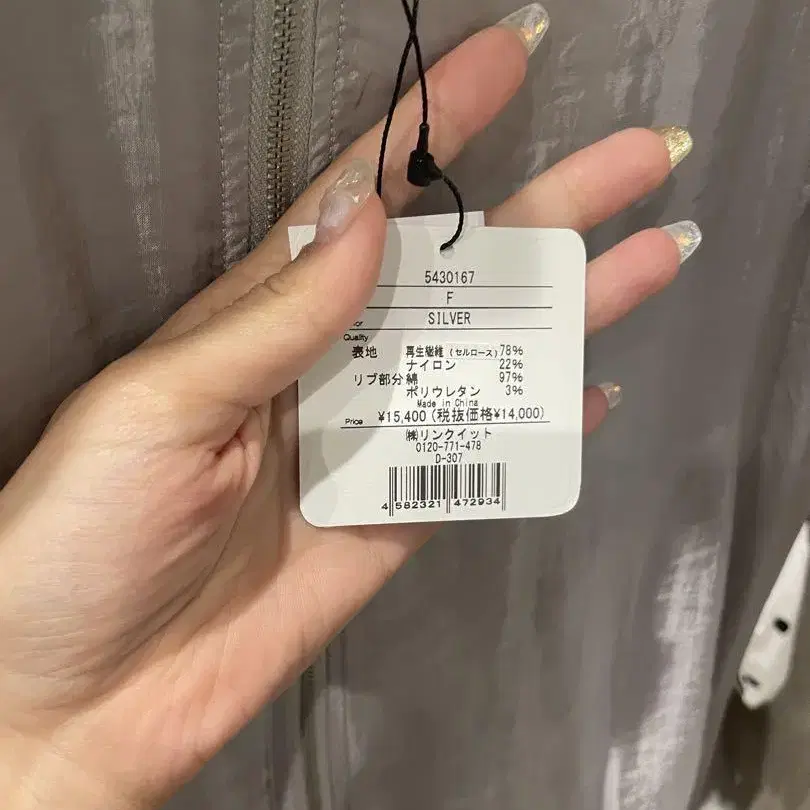 5430167
F
SILVER
Quality
表地 再生繊維(セルロース)78%
ナイロン 22%
リブ部分綿 97%
ポリウレタン 3%
Made in China
Price ¥15,400(税抜価格¥14,000)
㈱リンクイット
0120-771-478
D-307
4 582321 472934